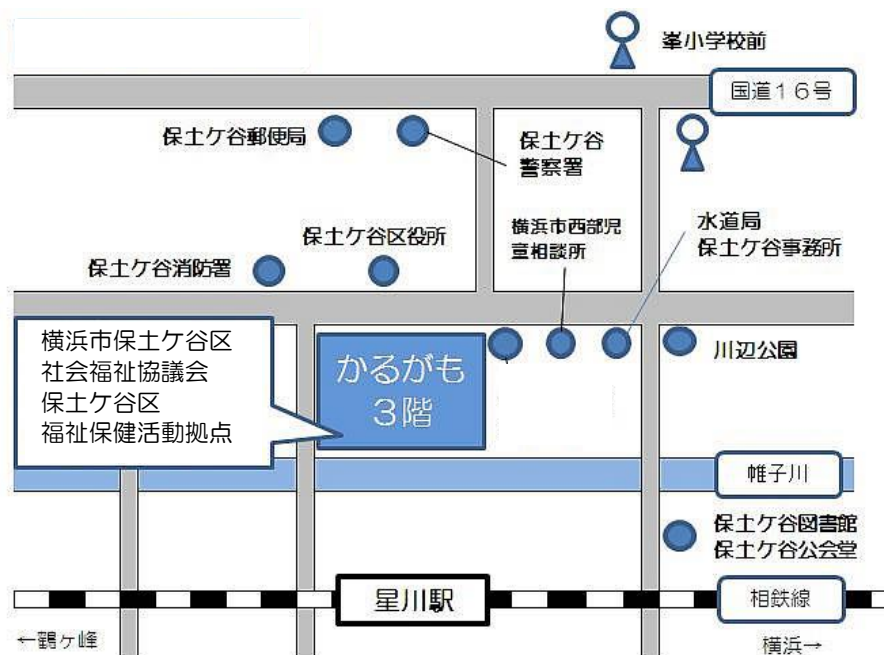 峯小学校前
国道１６号
保土ケ谷郵便局
保土ケ谷
警察署
横浜市西部児
童相談所
水道局
保土ケ谷事務所
保土ケ谷区役所
保土ケ谷消防署
横浜市保土ケ谷区
社会福祉協議会
保土ケ谷区
福祉保健活動拠点
かるがも
３階
川辺公園
帷子川
保土ケ谷図書館
保土ケ谷公会堂
星川駅
相鉄線
←鶴ヶ峰
横浜→